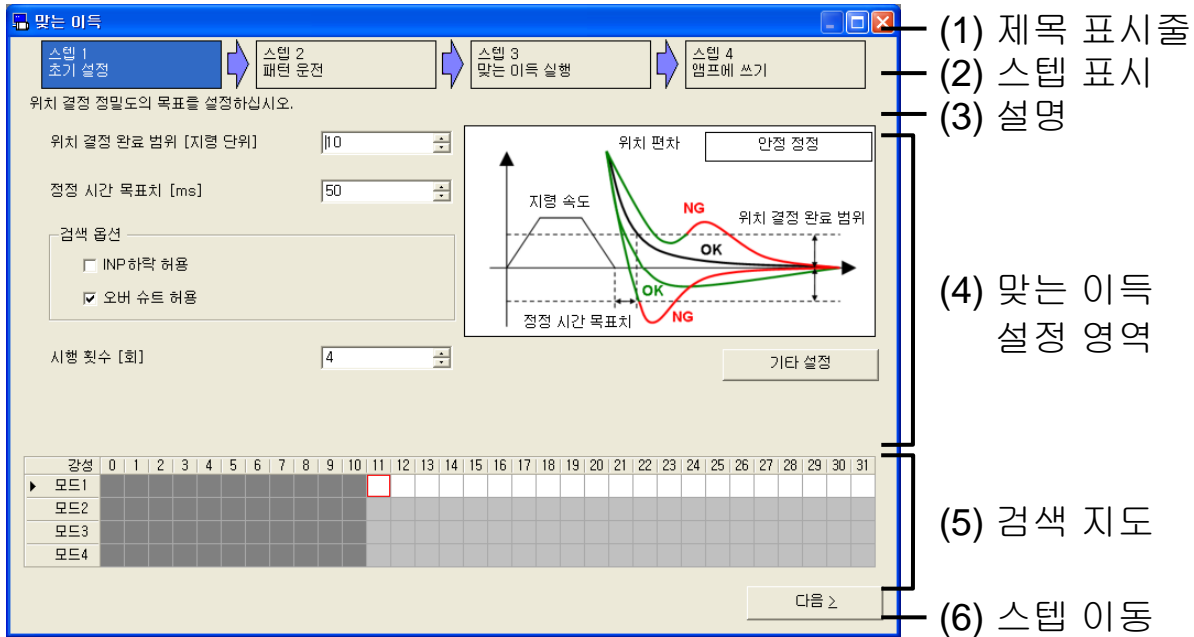 맞는 이득
(1) 제목 표시줄
스텝 1
초기 설정
스텝 2
패턴 운전
스텝 3
맞는 이득 실행
스텝 4
앰프에 쓰기
(2) 스텝 표시
위치 결정 정밀도의 목표를 설정하십시오.
(3) 설명
위치 결정 완료 범위 [지령 단위]
10
정정 시간 목표치 [ms]
50
검색 옵션
INP하락 허용
오버 슈트 허용
시행 횟수 [회]
4
위치 편차
안정 정정
지령 속도
NG
위치 결정 완료 범위
OK
OK
정정 시간 목표치
NG
기타 설정
(4) 맞는 이득
설정 영역
강성 0 1 2 3 4 5 6 7 8 9 10 11 12 13 14 15 16 17 18 19 20 21 22 23 24 25 26 27 28 29 30 31
모드1
모드2
모드3
모드4
(5) 검색 지도
다음 >
(6) 스텝 이동